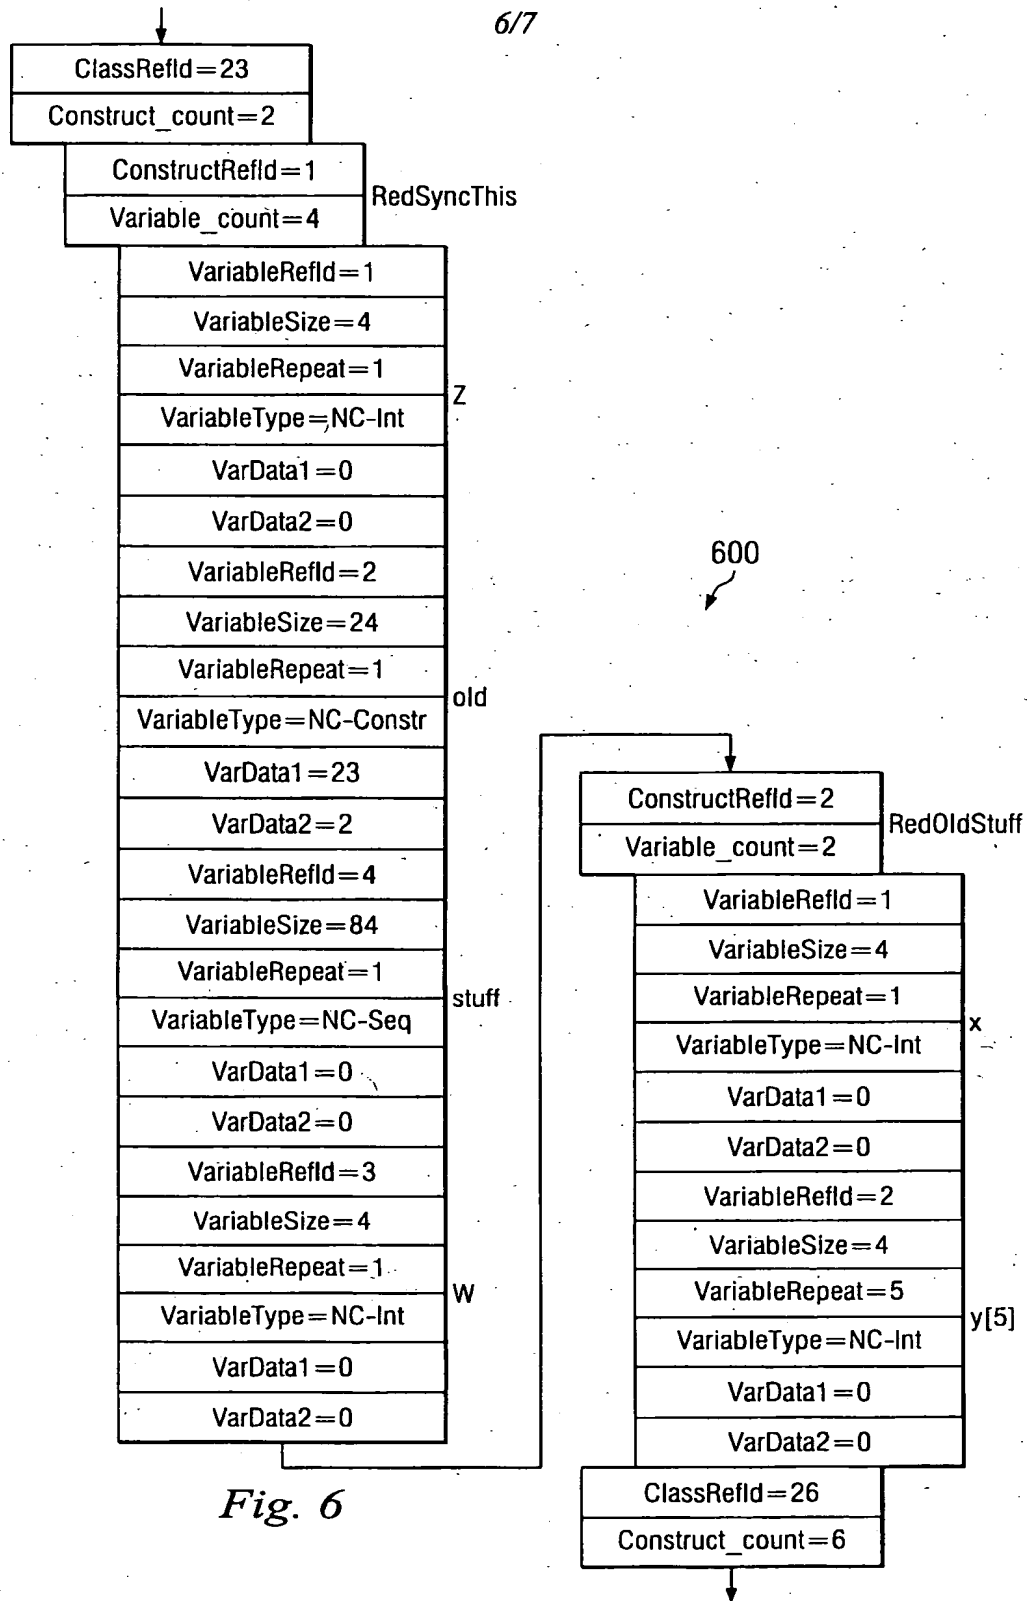 6/7
ClassRefId=23
Construct_count=2
ConstructRefId=1
Variable_count=4
RedSyncThis
VariableRefId=1
VariableSize=4
VariableRepeat=1
VariableType=NC-Int
VarData1=0
VarData2=0
Z
VariableRefId=2
VariableSize=24
VariableRepeat=1
VariableType=NC-Constr
VarData1=23
VarData2=2
old
VariableRefId=4
VariableSize=84
VariableRepeat=1
VariableType=NC-Seq
VarData1=0
VarData2=0
stuff
VariableRefId=3
VariableSize=4
VariableRepeat=1
VariableType=NC-Int
VarData1=0
VarData2=0
W
600
ConstructRefId=2
Variable_count=2
RedOldStuff
VariableRefId=1
VariableSize=4
VariableRepeat=1
VariableType=NC-Int
VarData1=0
VarData2=0
x
VariableRefId=2
VariableSize=4
VariableRepeat=5
VariableType=NC-Int
VarData1=0
VarData2=0
y[5]
ClassRefId=26
Construct_count=6
Fig. 6